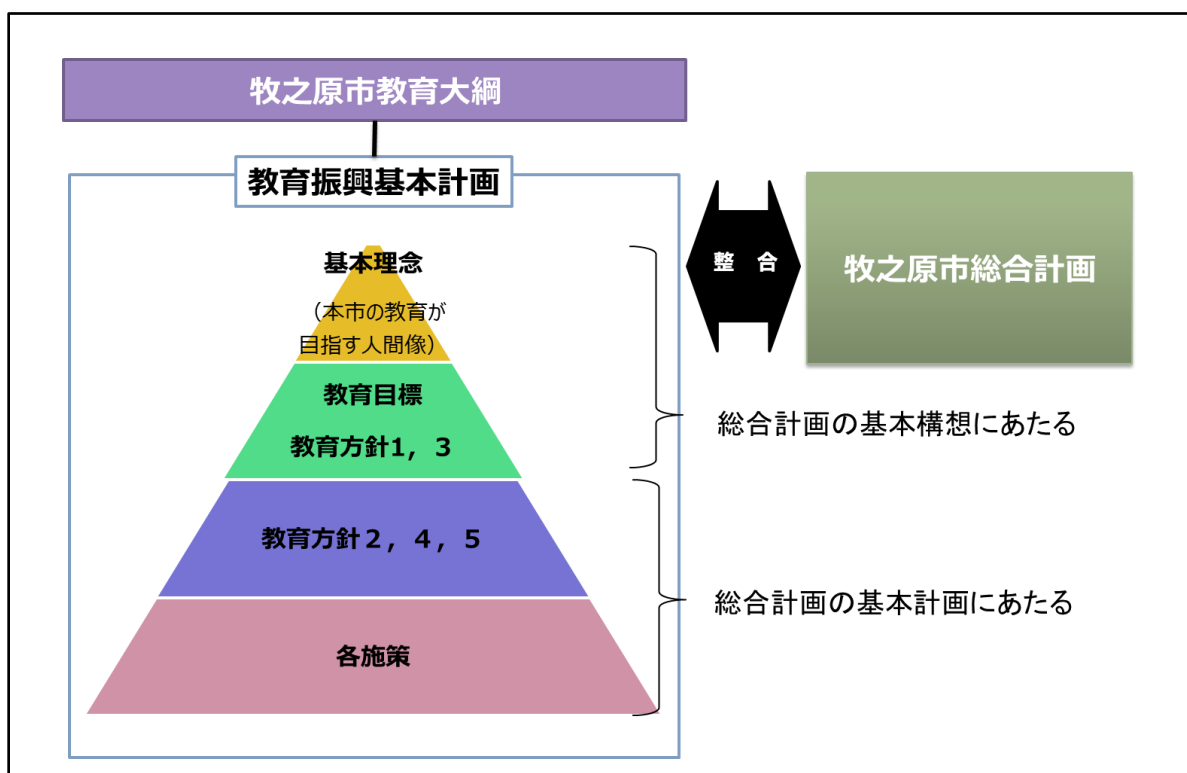 牧之原市教育大綱
教育振興基本計画
基本理念
（本市の教育が
目指す人間像）
教育目標
教育方針1，3
教育方針２，４，５
各施策
整　合
牧之原市総合計画
総合計画の基本構想にあたる
総合計画の基本計画にあたる